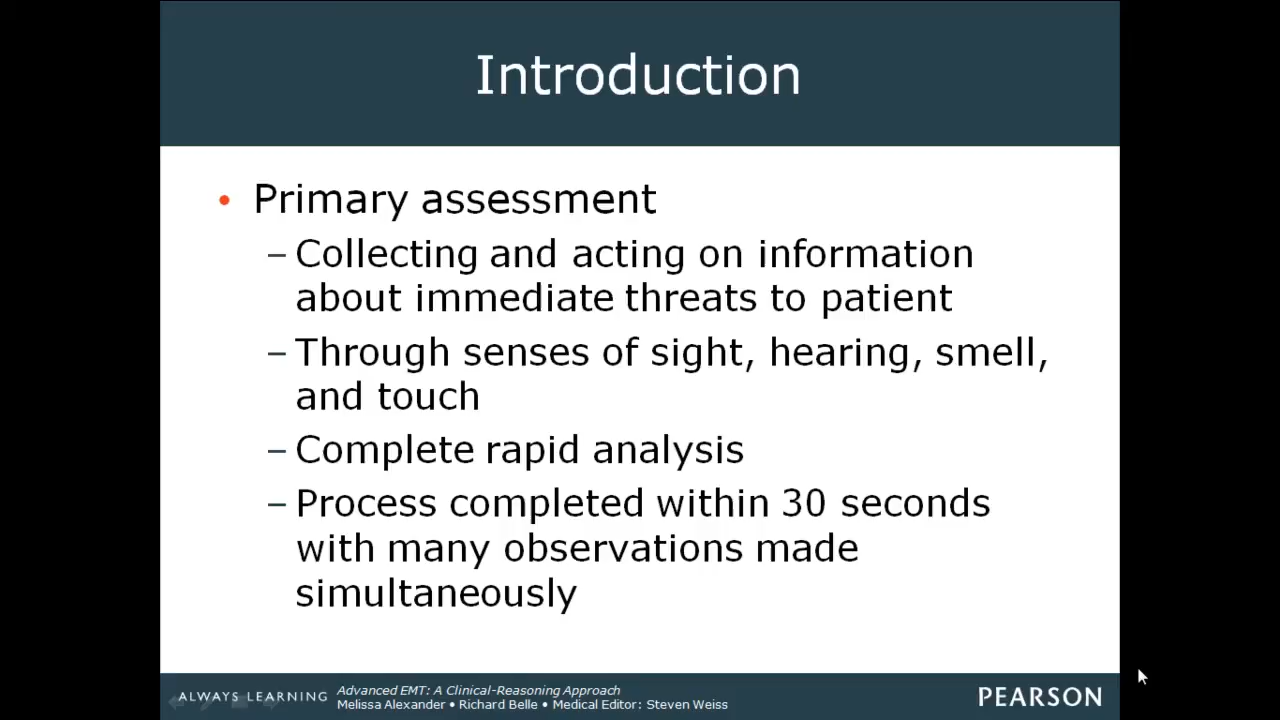 Introduction
• Primary assessment
– Collecting and acting on information
about immediate threats to patient
– Through senses of sight, hearing, smell,
and touch
– Complete rapid analysis
– Process completed within 30 seconds
with many observations made
simultaneously
ALWAYS LEARNING
Advanced EMT: A Clinical-Reasoning Approach
Melissa Alexander • Richard Belle • Medical Editor: Steven Weiss
PEARSON